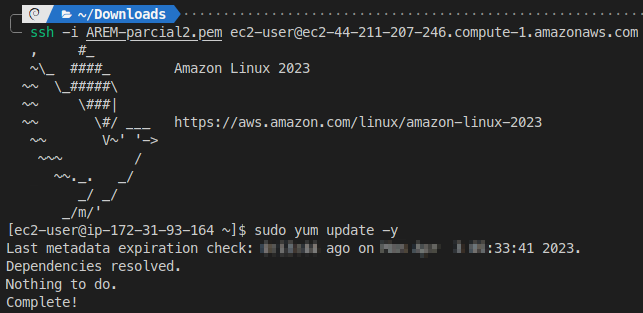 ~/Downloads
ssh -i AREM-parcial2.pem ec2-user@ec2-44-211-207-246.compute-1.amazonaws.com
   ,     #_
   ~\_  ####_        Amazon Linux 2023
  ~~  \_#####\
  ~~     \###|
  ~~       \#/ ___   https://aws.amazon.com/linux/amazon-linux-2023
   ~~       V~' '->
    ~~~         /
      ~~._.   _/
         _/ _/
       _/m/'
[ec2-user@ip-172-31-93-164 ~]$ sudo yum update -y
Last metadata expiration check: ago on :33:41 2023.
Dependencies resolved.
Nothing to do.
Complete!